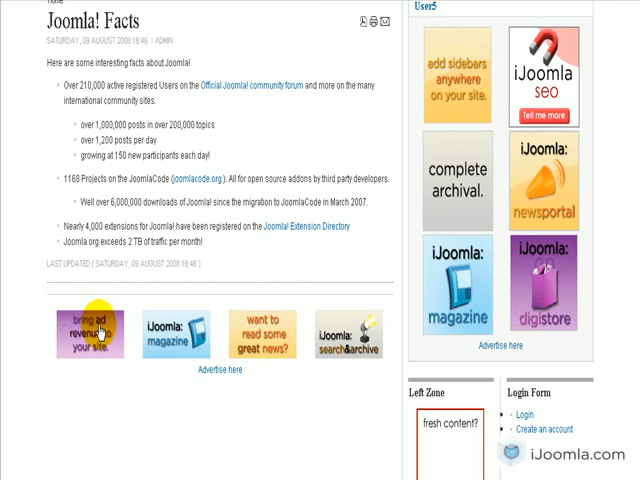 Home
Joomla! Facts
SATURDAY, 09 AUGUST 2008 16:46 | ADMIN
Here are some interesting facts about Joomla!
Over 210,000 active registered Users on the Official Joomla! community forum and more on the many
international community sites.
over 1,000,000 posts in over 200,000 topics
over 1,200 posts per day
growing at 150 new participants each day!
1168 Projects on the JoomlaCode (joomlacode.org ). All for open source addons by third party developers.
Well over 6,000,000 downloads of Joomla! since the migration to JoomlaCode in March 2007.
Nearly 4,000 extensions for Joomla! have been registered on the Joomla! Extension Directory
Joomla.org exceeds 2 TB of traffic per month!
LAST UPDATED ( SATURDAY, 09 AUGUST 2008 16:46 )
bring ad
revenue to
your site.
iJoomla:
magazine
want to
read some
great news?
iJoomla:
search&archive
Advertise here
User5
add sidebars
anywhere
on your site.
iJoomla
SEO
Tell me more
complete
archival.
iJoomla:
newsportal
iJoomla:
magazine
iJoomla:
digistore
Advertise here
Left Zone
fresh content?
Login Form
Login
Create an account
iJoomla.com